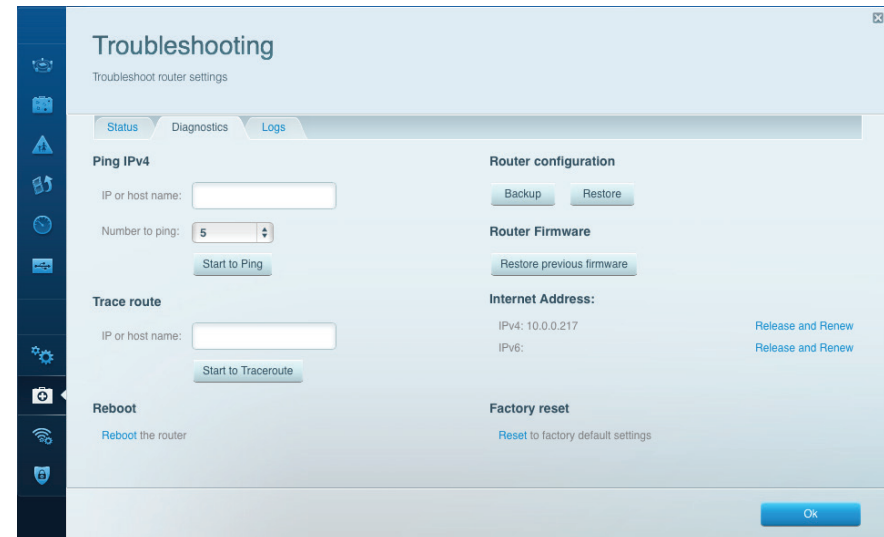 Troubleshooting
Troubleshoot router settings
Status
Diagnostics
Logs
Ping IPv4
IP or host name:
Number to ping:
5
Start to Ping
Trace route
IP or host name:
Start to Traceroute
Reboot
Reboot the router
Router configuration
Backup
Restore
Router Firmware
Restore previous firmware
Internet Address:
IPv4: 10.0.0.217
Release and Renew
IPv6:
Release and Renew
Factory reset
Reset to factory default settings
Ok